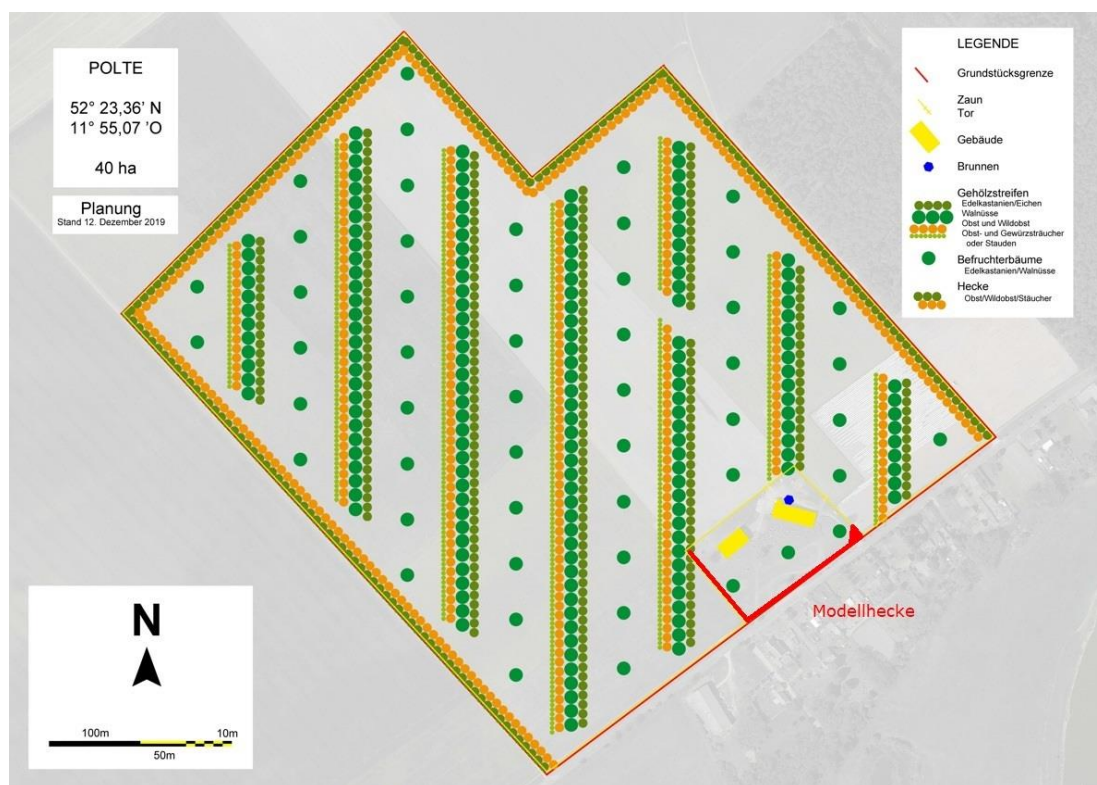 POLTE
52° 23,36' N
11° 55,07 'O
40 ha
Planung
Stand 12. Dezember 2019
LEGENDE
Grundstücksgrenze
Zaun
Tor
Gebäude
Brunnen
Gehölzstreifen
Edelkastanien/Eichen
Walnüsse
Obst und Wildobst
Obst- und Gewürzsträucher
oder Stauden
Befruchterbäume
Edelkastanien/Walnüsse
Hecke
Obst/Wildobst/Stäucher
Modellhecke
N
100m 10m
50m